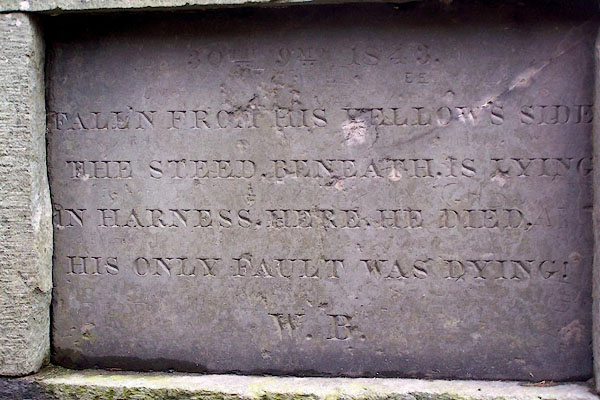 30TH 9MO 1843.
FALLEN FROM HIS FELLOW'S SIDE
THE STEED. BENEATH. IS LYING
IN HARNESS. HERE. HE DIED.
HIS ONLY FAULT WAS DYING!
W. B.